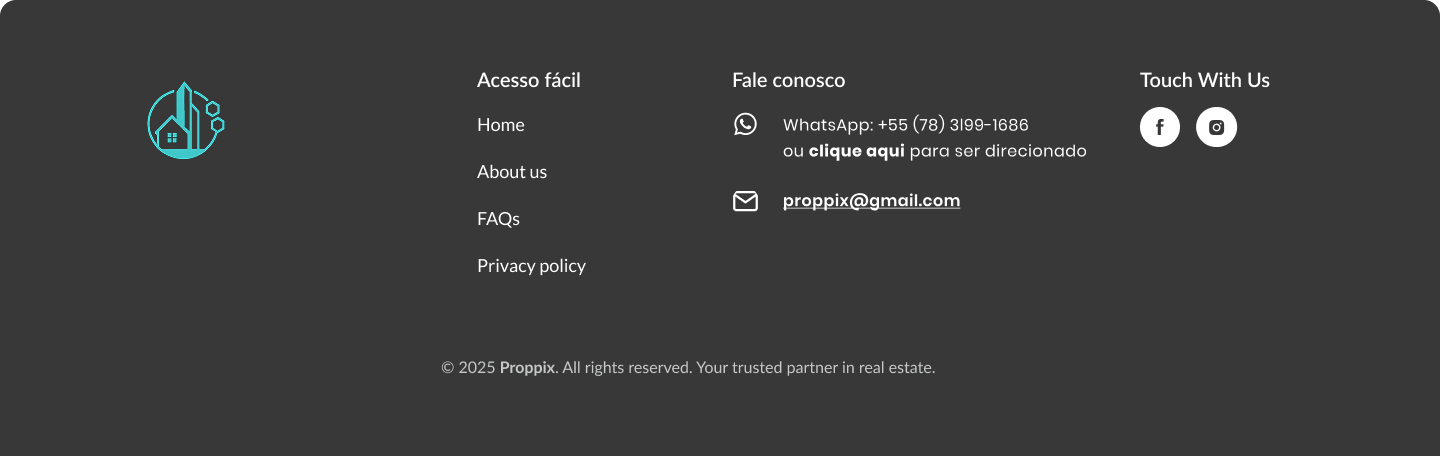 Acesso fácil
Home
About us
FAQs
Privacy policy
Fale conosco
WhatsApp: +55 (78) 3199-1686
ou clique aqui para ser direcionado
proppix@gmail.com
Touch With Us
© 2025 Proppix. All rights reserved. Your trusted partner in real estate.